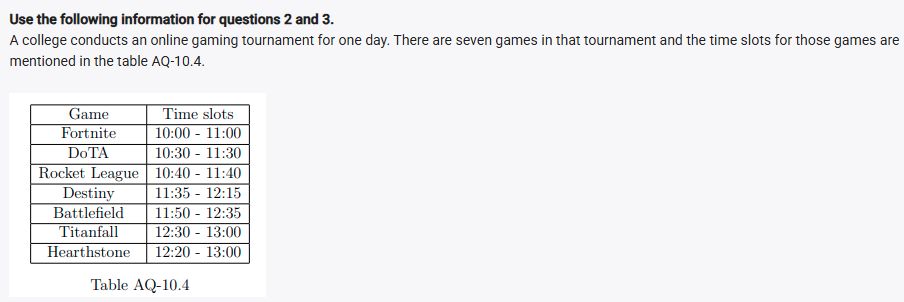 Use the following information for questions 2 and 3.
A college conducts an online gaming tournament for one day. There are seven games in that tournament and the time slots for those games are
mentioned in the table AQ-10.4.
Game Time slots
Fortnite 10:00 - 11:00
DoTA 10:30 - 11:30
Rocket League 10:40 - 11:40
Destiny 11:35 - 12:15
Battlefield 11:50 - 12:35
Titanfall 12:30 - 13:00
Hearthstone 12:20 - 13:00
Table AQ-10.4